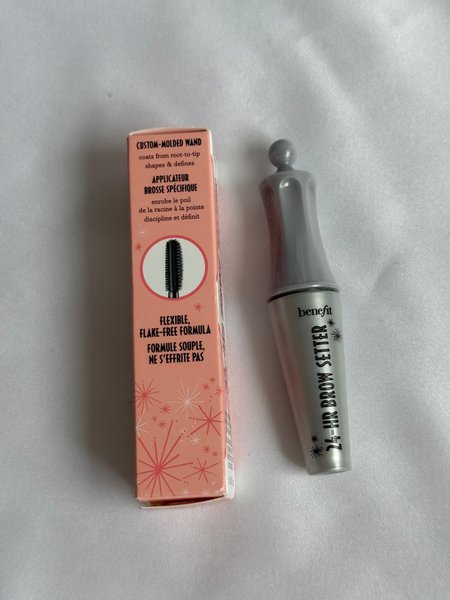 CUSTOM-MOLDED WAND
coats from root-to-tip
shapes & defines
APPLICATEUR
BROSSE SPÉCIFIQUE
enrobe le poil
de la racine à la pointe
discipline et définit
FLEXIBLE,
FLAKE-FREE FORMULA
FORMULE SOUPLE,
NE S'EFFRITE PAS
benefit
24-HR BROW SETTER